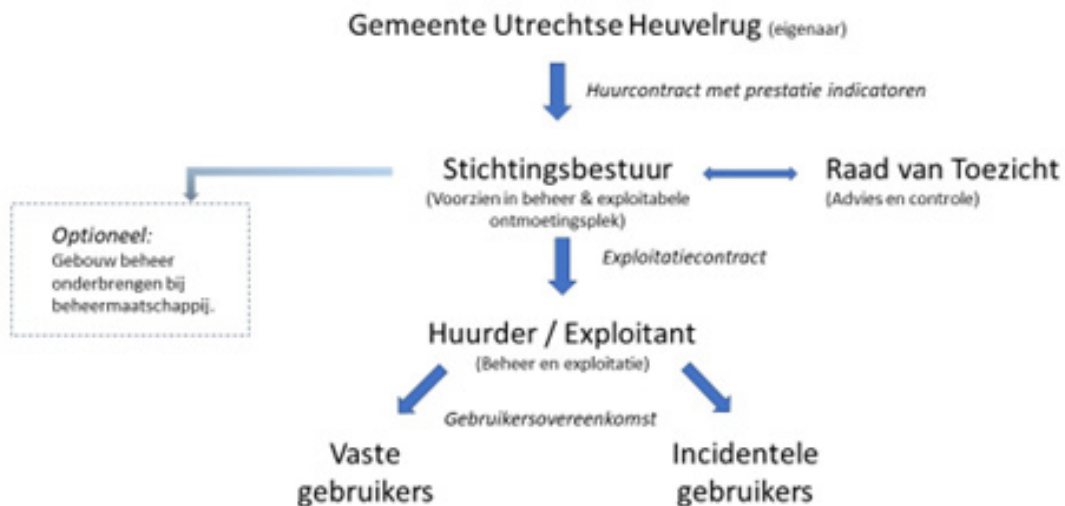 Gemeente Utrechtse Heuvelrug (eigenaar)
Huurcontract met prestatie indicatoren
Stichtingsbestuur
(Voorzien in beheer & exploitabele
ontmoetingsplek)
Raad van Toezicht
(Advies en controle)
Optioneel:
Gebouw beheer
onderbrengen bij
beheermaatschappij.
Exploitatiecontract
Huurder / Exploitant
(Beheer en exploitatie)
Gebruikersovereenkomst
Vaste
gebruikers
Incidentele
gebruikers